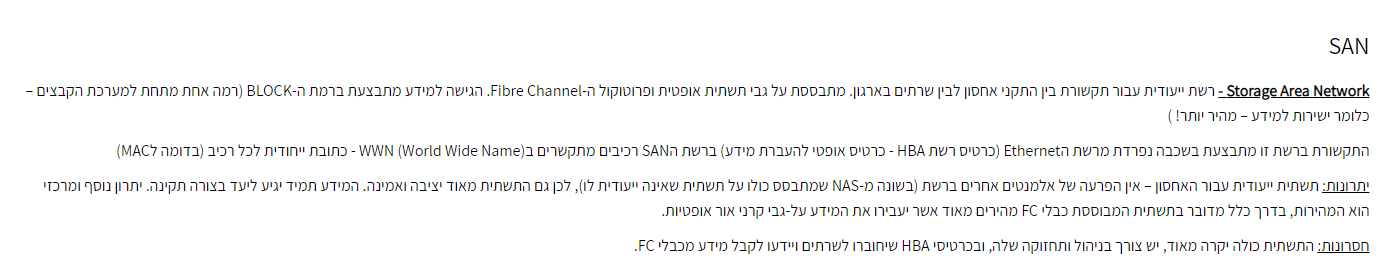 SAN
Storage Area Network - רשת ייעודית עבור תקשורת בין התקני אחסון לבין שרתים בארגון. מתבססת על גבי תשתית אופטית ופרוטוקול ה-Fibre Channel. הגישה למידע מתבצעת ברמת ה-BLOCK (רמה אחת מתחת למערכת הקבצים –
כלומר ישירות למידע – מהיר יותר! )
התקשורת ברשת זו מתבצעת בשכבה נפרדת מרשת הEthernet (כרטיס רשת HBA - כרטיס אופטי להעברת מידע) ברשת הSAN רכיבים מתקשרים בWWN (World Wide Name) - כתובת ייחודית לכל רכיב (בדומה לMAC)
יתרונות: תשתית ייעודית עבור האחסון – אין הפרעה של אלמנטים אחרים ברשת (בשונה מ-NAS שמתבסס כולו על תשתית שאינה ייעודית לו), לכן גם התשתית מאוד יציבה ואמינה. המידע תמיד יגיע ליעד בצורה תקינה. יתרון נוסף ומרכזי
הוא המהירות, בדרך כלל מדובר בתשתית המבוססת כבלי FC מהירים מאוד אשר יעבירו את המידע על-גבי קרני אור אופטיות.
חסרונות: התשתית כולה יקרה מאוד, יש צורך בניהול ותחזוקה שלה, ובכרטיסי HBA שיחוברו לשרתים ויידעו לקבל מידע מכבלי FC.